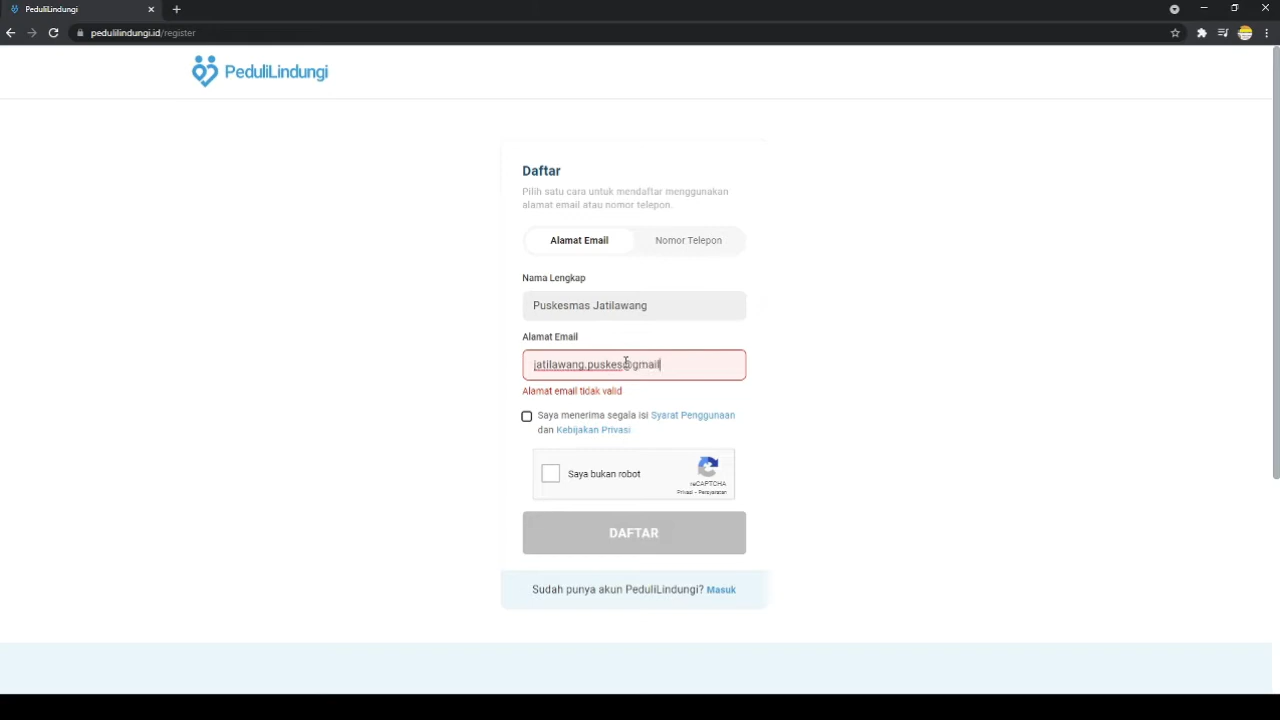 PeduliLindungi
pedulilindungi.id/register
PeduliLindungi
Daftar
Pilih satu cara untuk mendaftar menggunakan
alamat email atau nomor telepon.
Alamat Email
Nomor Telepon
Nama Lengkap
Puskesmas Jatilawang
Alamat Email
jatilawang.puskes@gmail
Alamat email tidak valid
Saya menerima segala isi Syarat Penggunaan
dan Kebijakan Privasi
Saya bukan robot
reCAPTCHA
Privasi - Persyaratan
DAFTAR
Sudah punya akun PeduliLindungi? Masuk